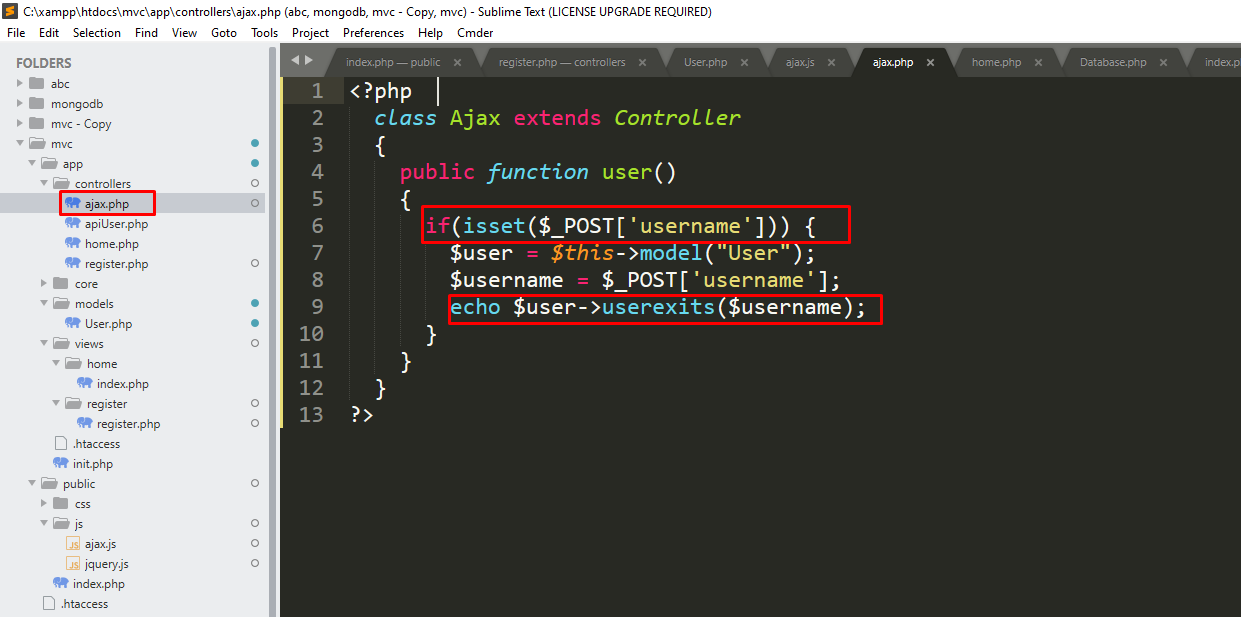 C:\xampp\htdocs\mvc\app\controllers\ajax.php (abc, mongodb, mvc - Copy, mvc) - Sublime Text (LICENSE UPGRADE REQUIRED)
File Edit Selection Find View Goto Tools Project Preferences Help Cmder
FOLDERS
abc
mongodb
mvc - Copy
mvc
app
controllers
ajax.php
apiUser.php
home.php
register.php
core
models
User.php
views
home
index.php
register
register.php
.htaccess
init.php
public
css
js
JS ajax.js
JS jquery.js
index.php
.htaccess
index.php — public × register.php — controllers × User.php × ajax.js × ajax.php × home.php × Database.php × index.p
1 <?php
2 class Ajax extends Controller
3 {
4 public function user()
5 {
6 if(isset($_POST['username'])) {
7 $user = $this->model("User");
8 $username = $_POST['username'];
9 echo $user->userexits($username);
10 }
11 }
12 }
13 ?>